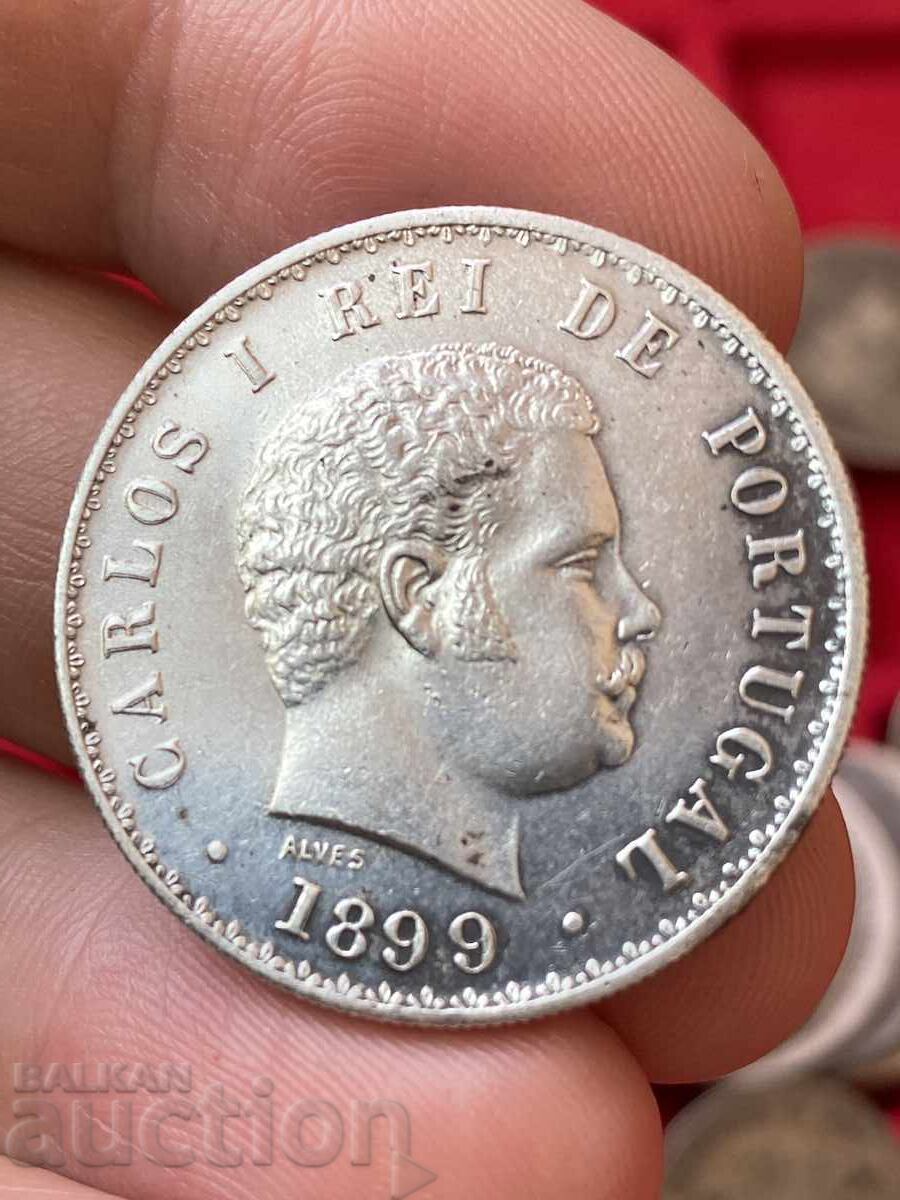 CARLOS I REI DE PORTUGAL
ALVES
· 1899 ·
BALKAN
auction